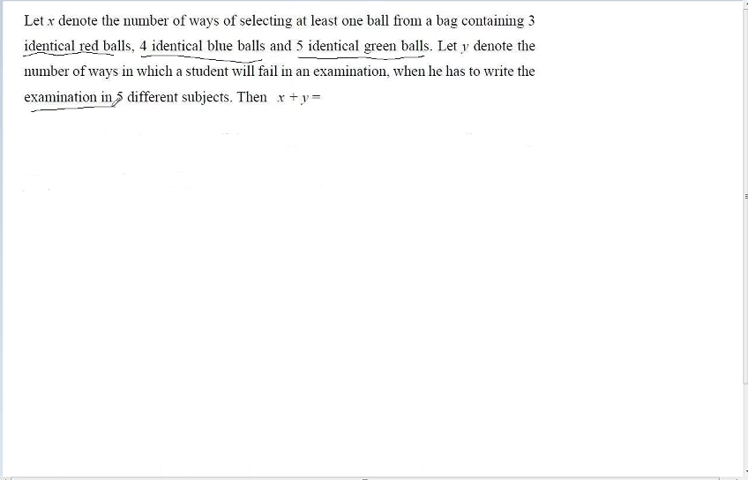 Let x denote the number of ways of selecting at least one ball from a bag containing 3
identical red balls, 4 identical blue balls and 5 identical green balls. Let y denote the
number of ways in which a student will fail in an examination, when he has to write the
examination in 5 different subjects. Then x + y =